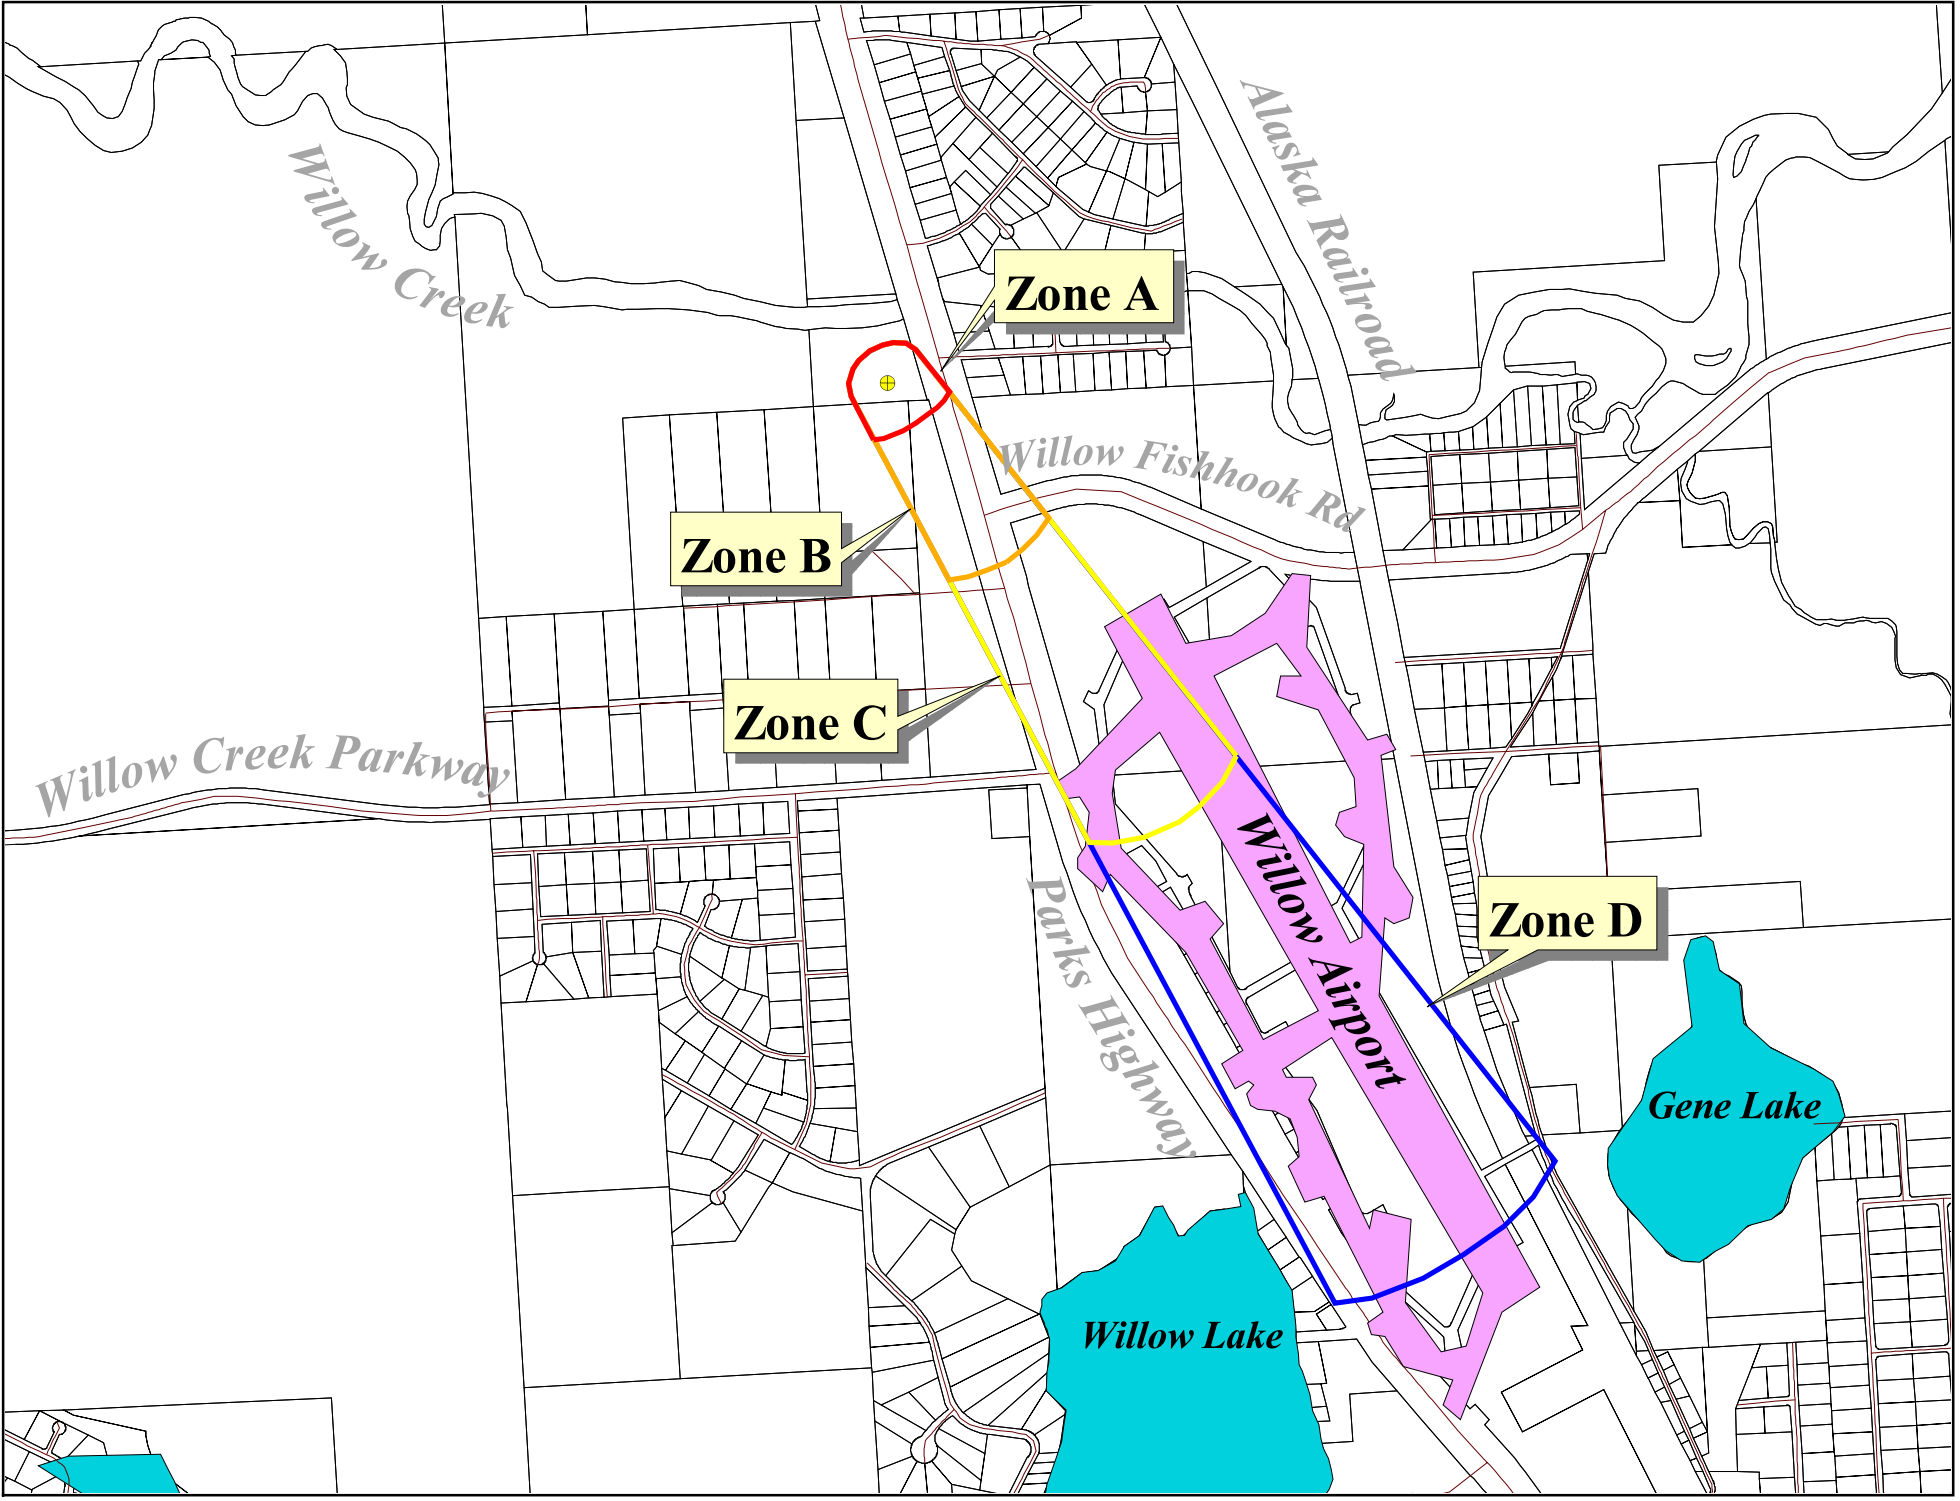 Alaska Railroad
Willow Creek
Zone A
Willow Fishhook Rd
Zone B
Zone C
Willow Creek Parkway
Willow Airport
Parks Highway
Zone D
Gene Lake
Willow Lake